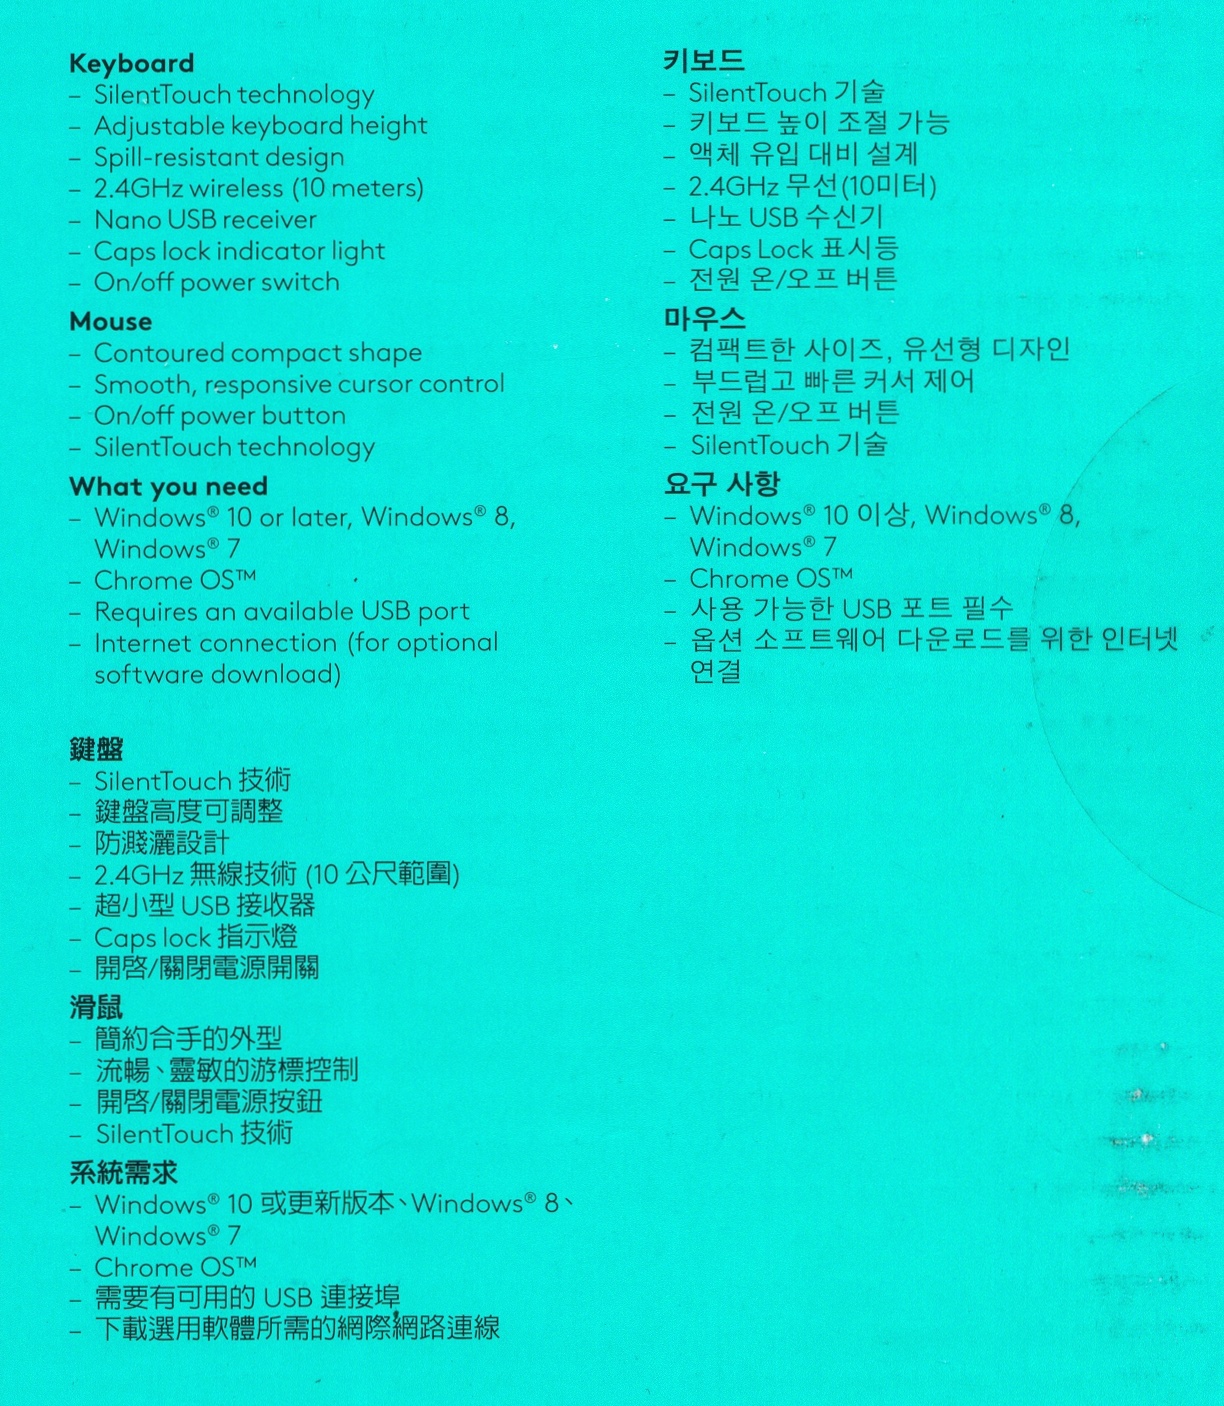 Keyboard
– SilentTouch technology
– Adjustable keyboard height
– Spill-resistant design
– 2.4GHz wireless (10 meters)
– Nano USB receiver
– Caps lock indicator light
– On/off power switch
Mouse
– Contoured compact shape
– Smooth, responsive cursor control
– On/off power button
– SilentTouch technology
What you need
– Windows® 10 or later, Windows® 8,
Windows® 7
– Chrome OS™
– Requires an available USB port
– Internet connection (for optional
software download)
키보드
– SilentTouch 기술
– 키보드 높이 조절 가능
– 액체 유입 대비 설계
– 2.4GHz 무선(10미터)
– 나노 USB 수신기
– Caps Lock 표시등
– 전원 온/오프 버튼
마우스
– 컴팩트한 사이즈, 유선형 디자인
– 부드럽고 빠른 커서 제어
– 전원 온/오프 버튼
– SilentTouch 기술
요구 사항
– Windows® 10 이상, Windows® 8,
Windows® 7
– Chrome OS™
– 사용 가능한 USB 포트 필수
– 옵션 소프트웨어 다운로드를 위한 인터넷
연결
鍵盤
– SilentTouch 技術
– 鍵盤高度可調整
– 防濺灑設計
– 2.4GHz 無線技術 (10 公尺範圍)
– 超小型 USB 接收器
– Caps lock 指示燈
– 開啓/關閉電源開關
滑鼠
– 簡約合手的外型
– 流暢、靈敏的游標控制
– 開啓/關閉電源按鈕
– SilentTouch 技術
系統需求
– Windows® 10 或更新版本、Windows® 8、
Windows® 7
– Chrome OS™
– 需要有可用的 USB 連接埠
– 下載選用軟體所需的網際網路連線